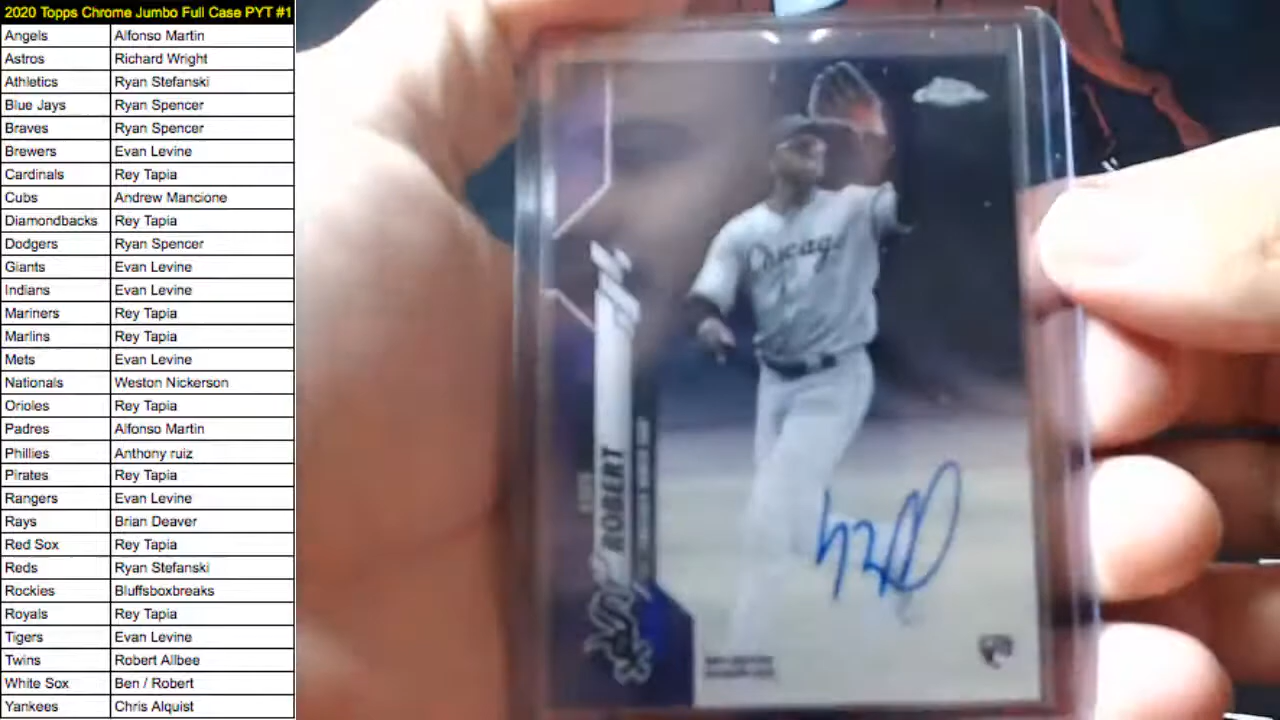 2020 Topps Chrome Jumbo Full Case PYT #1
Angels Alfonso Martin
Astros Richard Wright
Athletics Ryan Stefanski
Blue Jays Ryan Spencer
Braves Ryan Spencer
Brewers Evan Levine
Cardinals Rey Tapia
Cubs Andrew Mancione
Diamondbacks Rey Tapia
Dodgers Ryan Spencer
Giants Evan Levine
Indians Evan Levine
Mariners Rey Tapia
Marlins Rey Tapia
Mets Evan Levine
Nationals Weston Nickerson
Orioles Rey Tapia
Padres Alfonso Martin
Phillies Anthony ruiz
Pirates Rey Tapia
Rangers Evan Levine
Rays Brian Deaver
Red Sox Rey Tapia
Reds Ryan Stefanski
Rockies Bluffsboxbreaks
Royals Rey Tapia
Tigers Evan Levine
Twins Robert Allbee
White Sox Ben / Robert
Yankees Chris Alquist
Chicago
ROBERT